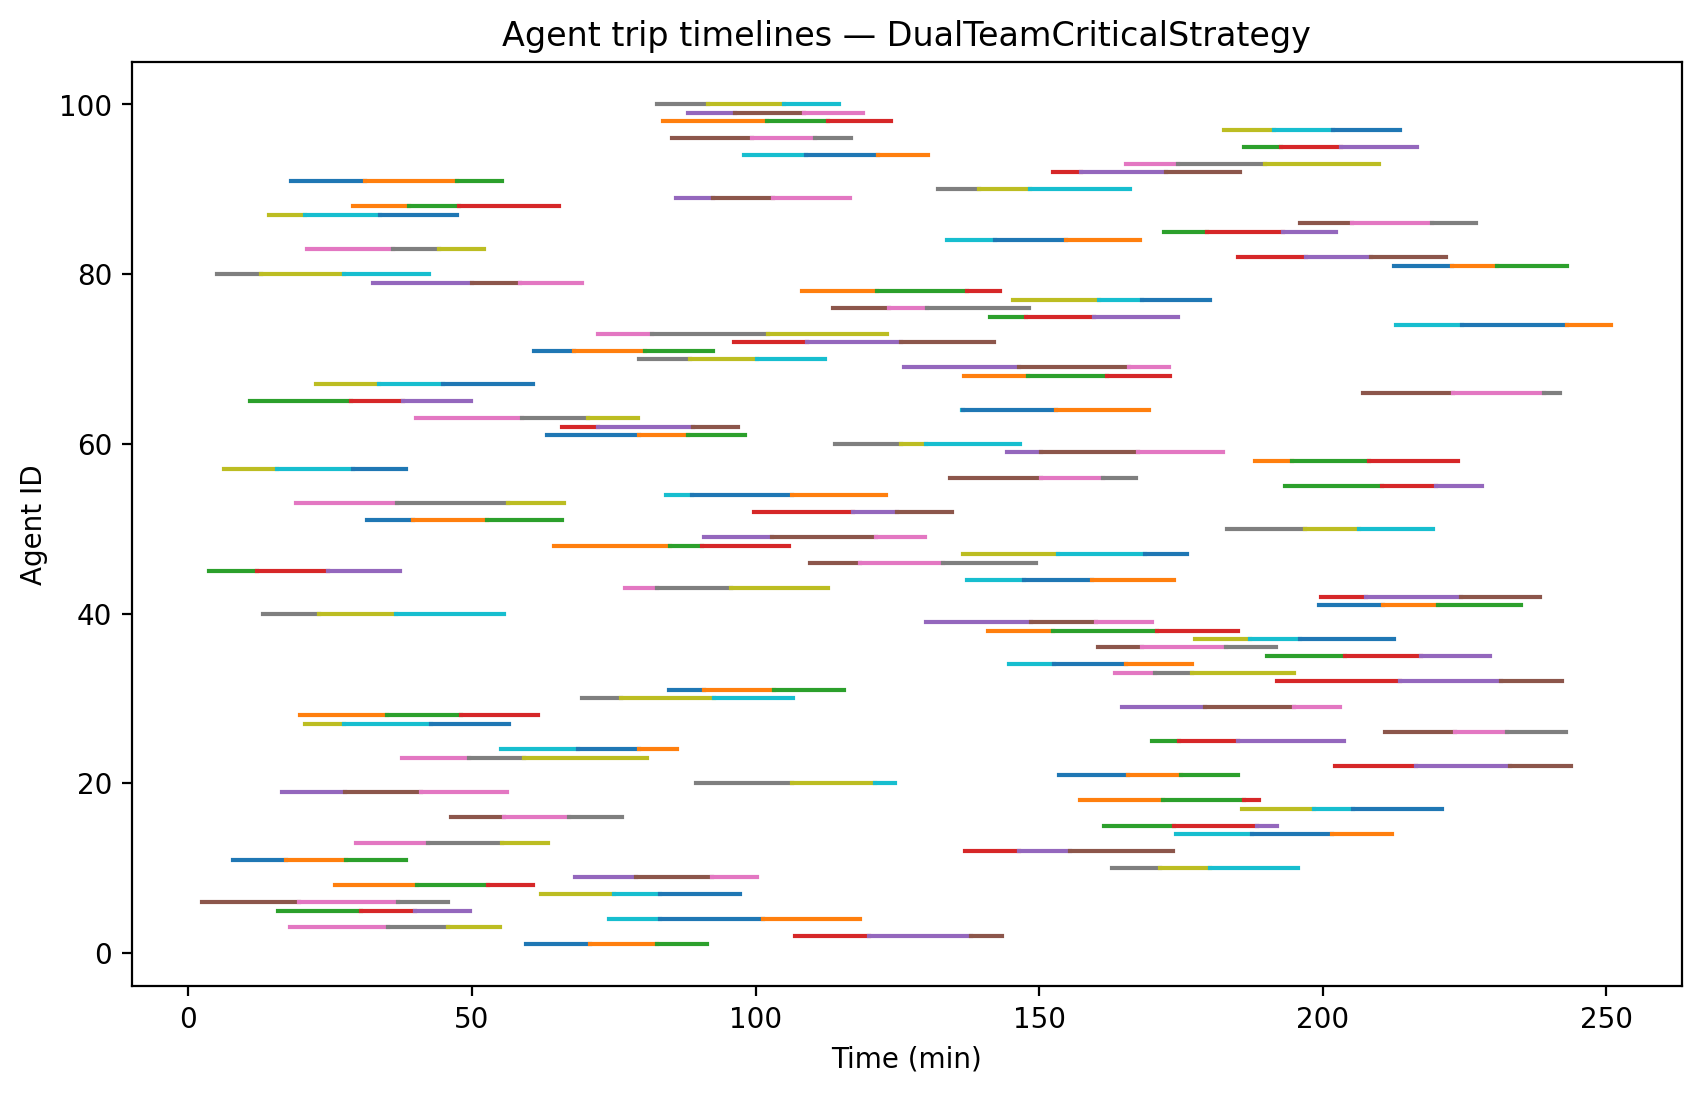 Agent trip timelines — DualTeamCriticalStrategy
100
80
60
40
20
0
Agent ID
0 50 100 150 200 250
Time (min)